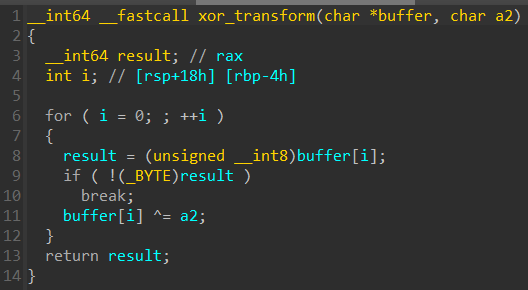 1 __int64 __fastcall xor_transform(char *buffer, char a2)
2 {
3   __int64 result; // rax
4   int i; // [rsp+18h] [rbp-4h]
5
6   for ( i = 0; ; ++i )
7   {
8     result = (unsigned __int8)buffer[i];
9     if ( !(_BYTE)result )
10       break;
11     buffer[i] ^= a2;
12   }
13   return result;
14 }